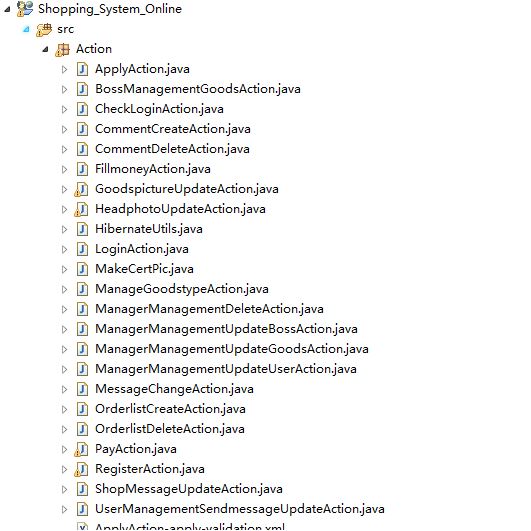 Shopping_System_Online
src
Action
ApplyAction.java
BossManagementGoodsAction.java
CheckLoginAction.java
CommentCreateAction.java
CommentDeleteAction.java
FillmoneyAction.java
GoodspictureUpdateAction.java
HeadphotoUpdateAction.java
HibernateUtils.java
LoginAction.java
MakeCertPic.java
ManageGoodstypeAction.java
ManagerManagementDeleteAction.java
ManagerManagementUpdateBossAction.java
ManagerManagementUpdateGoodsAction.java
ManagerManagementUpdateUserAction.java
MessageChangeAction.java
OrderlistCreateAction.java
OrderlistDeleteAction.java
PayAction.java
RegisterAction.java
ShopMessageUpdateAction.java
UserManagementSendmessageUpdateAction.java
ApplyAction-apply-validation.xml